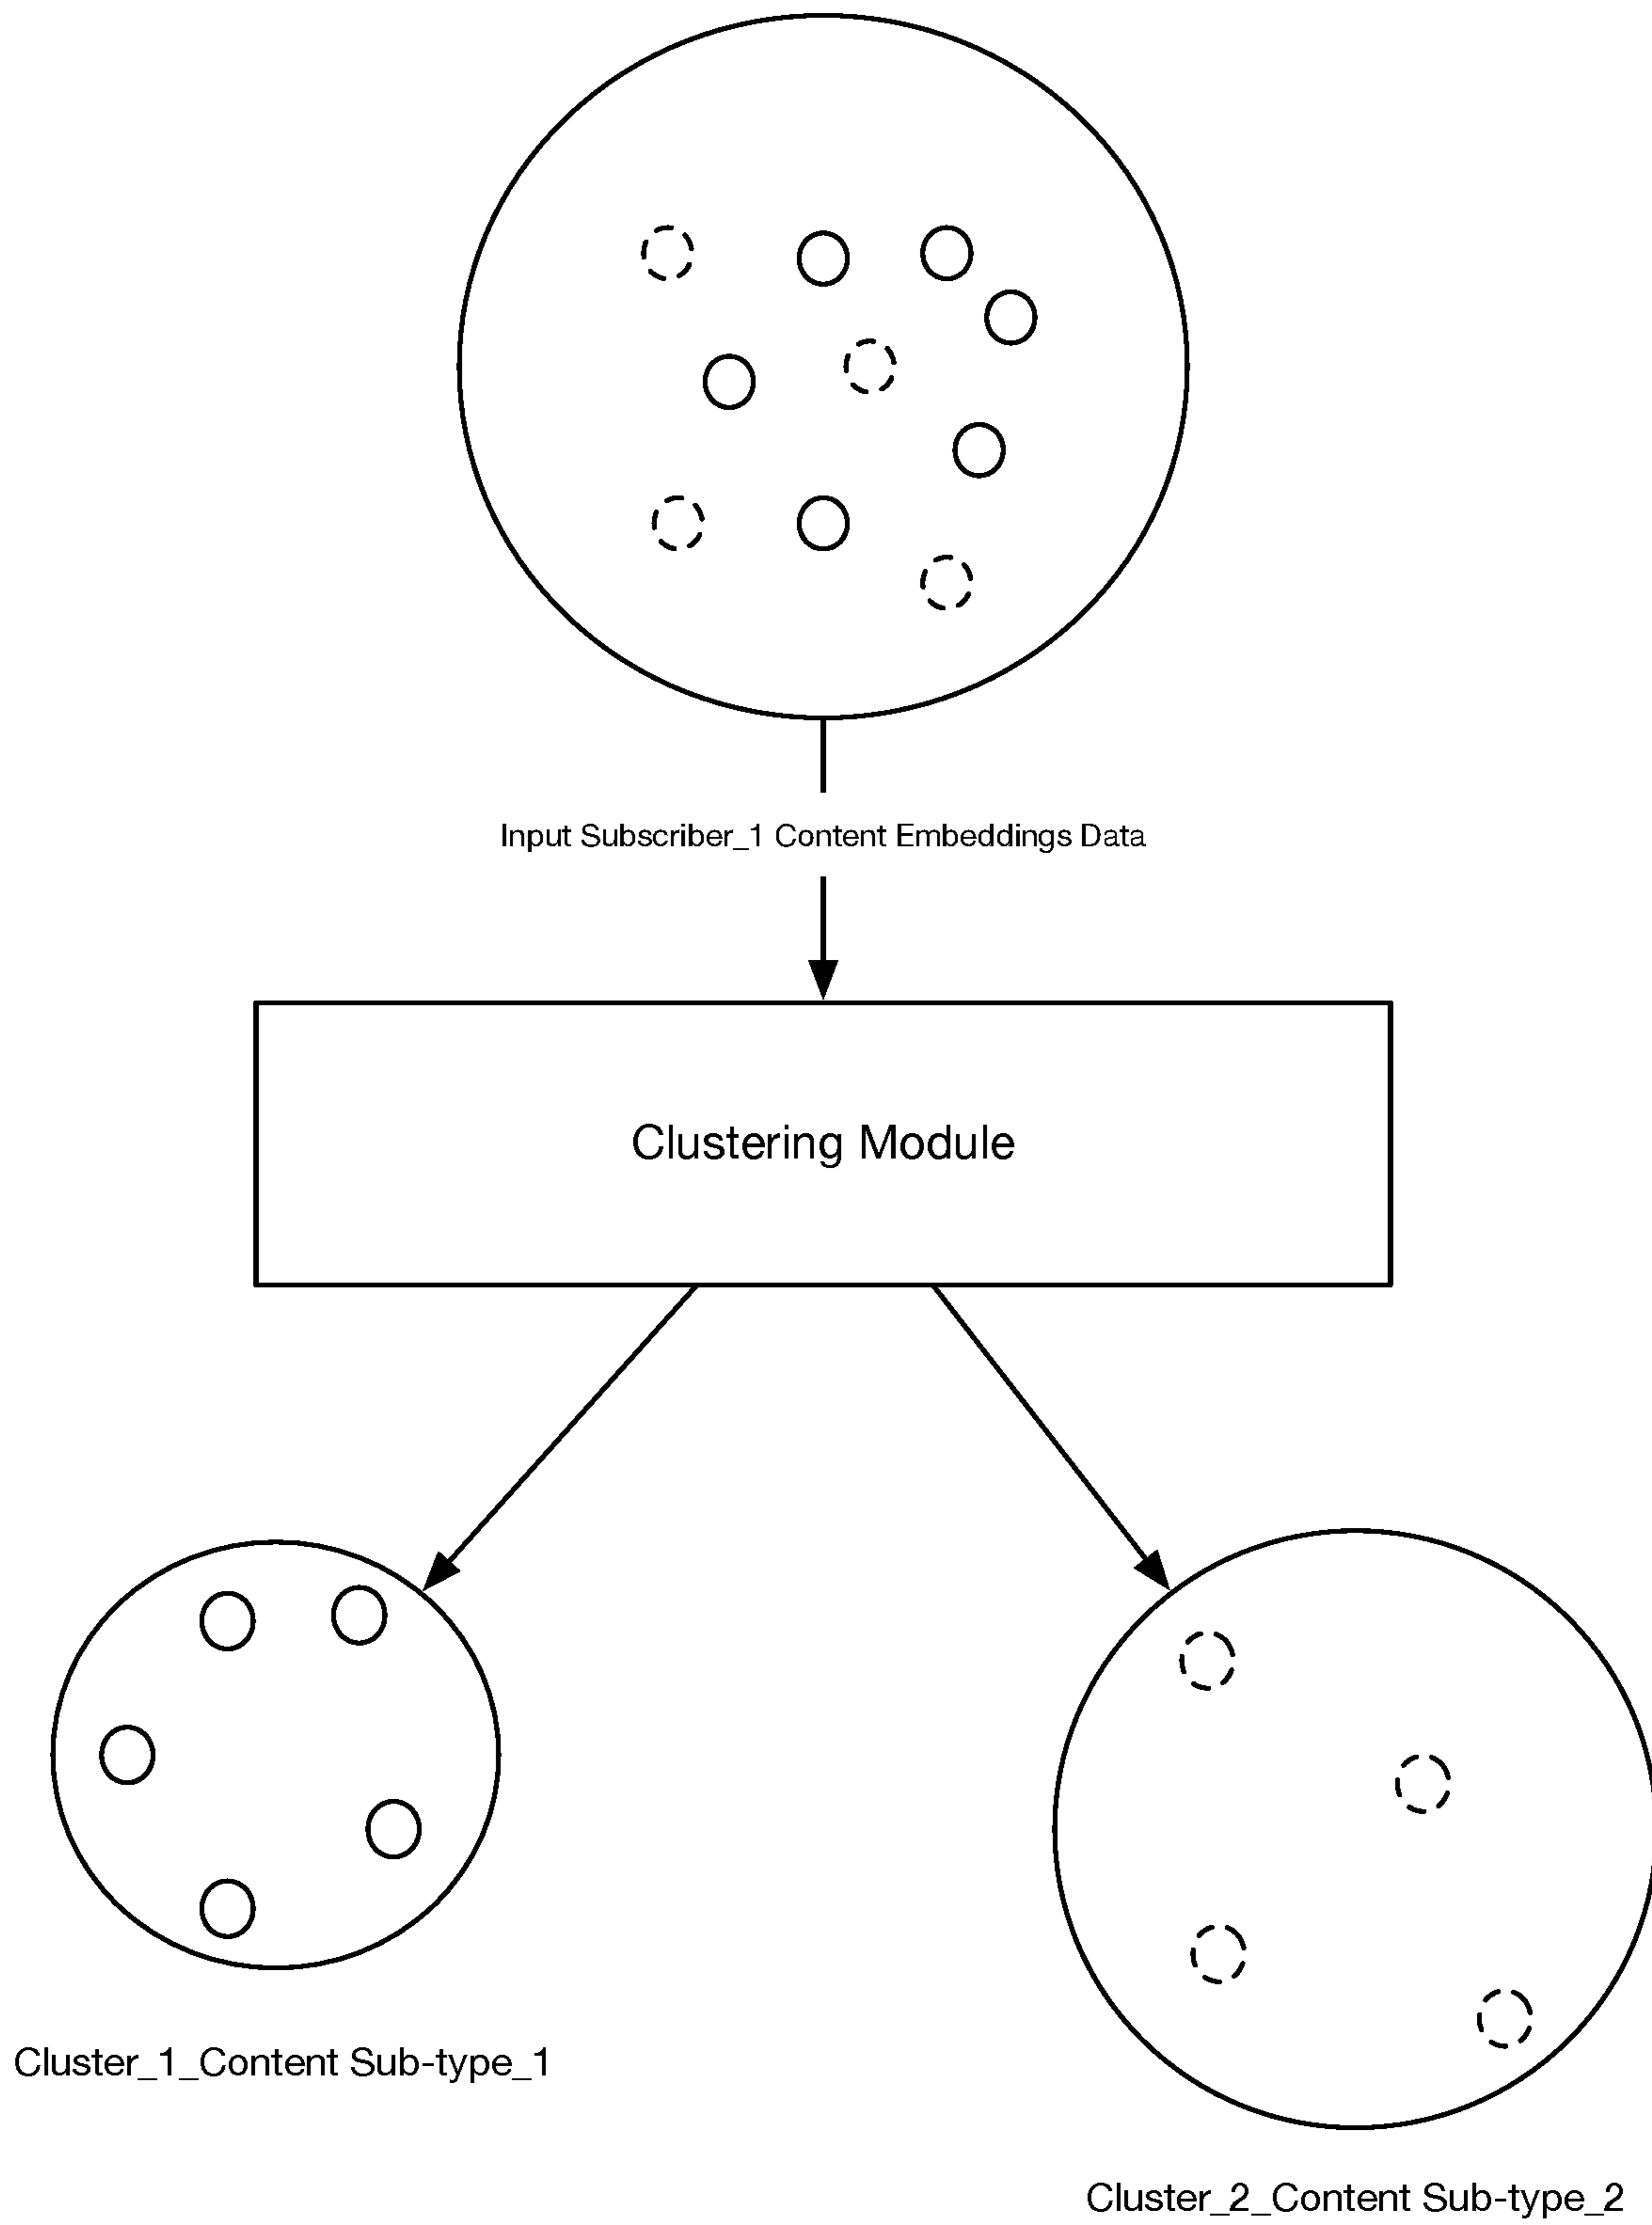 Input Subscriber_1 Content Embeddings Data
Clustering Module
Cluster_1_Content Sub-type_1
Cluster_2_Content Sub-type_2